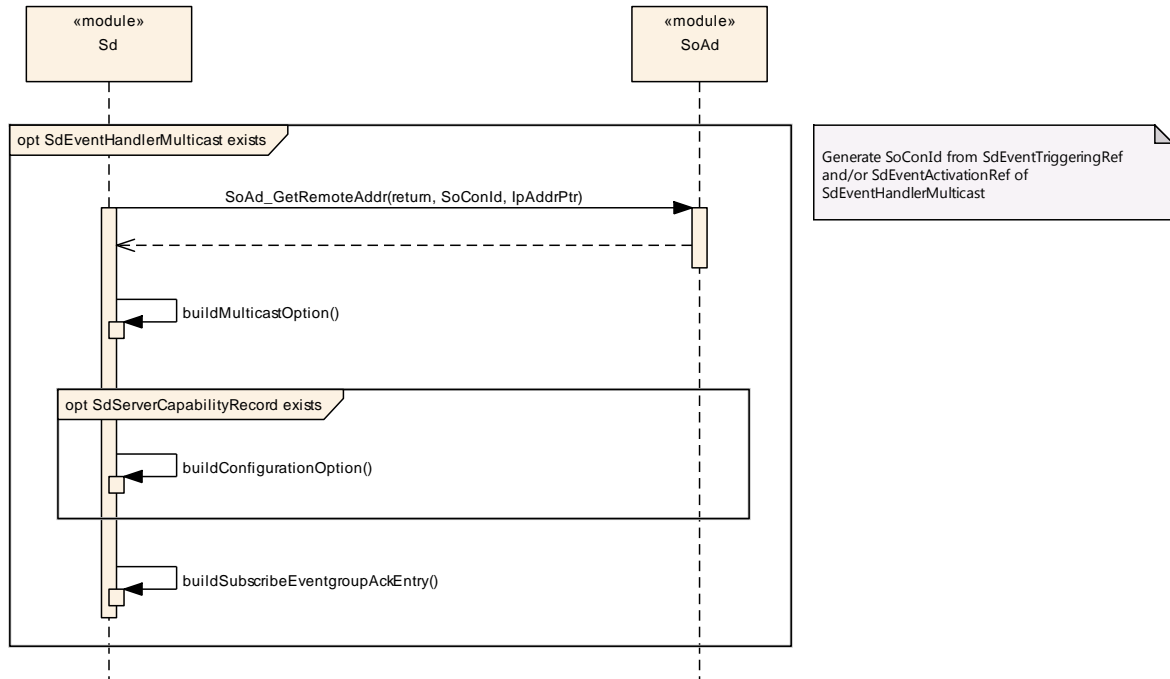 «module»
Sd
«module»
SoAd
opt SdEventHandlerMulticast exists
Generate SoConId from SdEventTriggeringRef
and/or SdEventActivationRef of
SdEventHandlerMulticast
SoAd_GetRemoteAddr(return, SoConId, IpAddrPtr)
buildMulticastOption()
opt SdServerCapabilityRecord exists
buildConfigurationOption()
buildSubscribeEventgroupAckEntry()